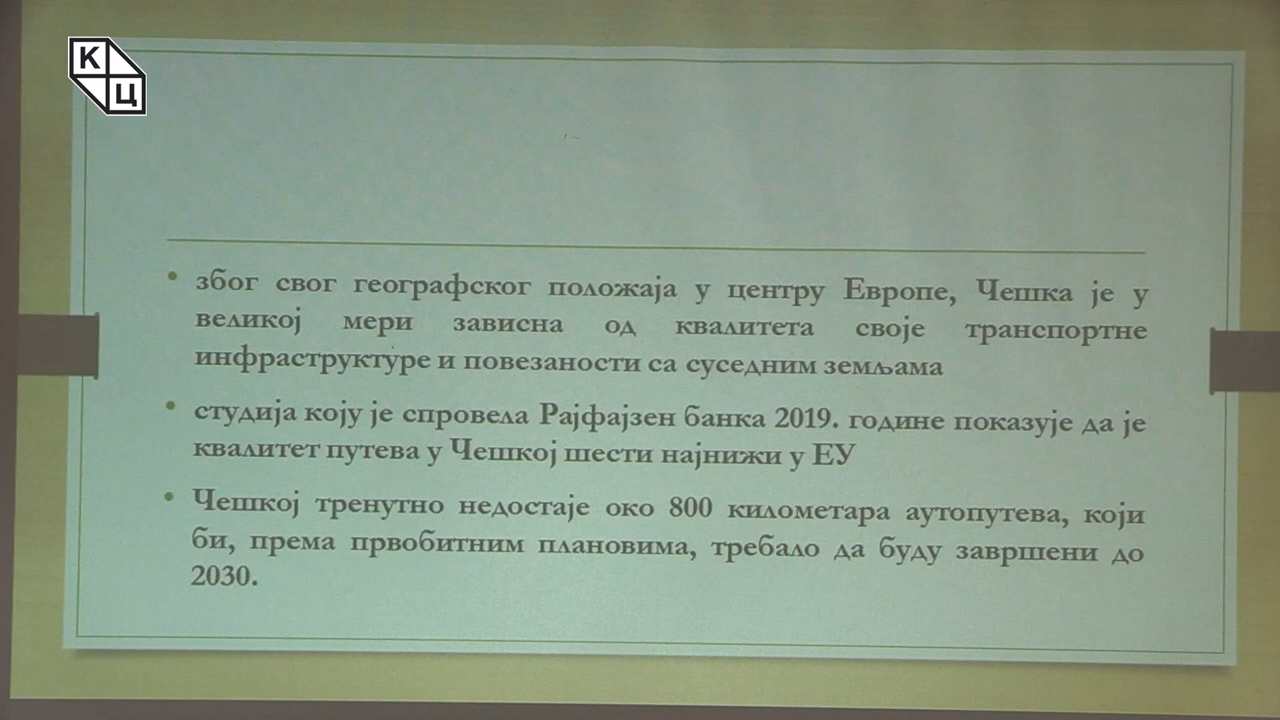 К
Ц
због свог географског положаја у центру Европе, Чешка је у
великој мери зависна од квалитета своје транспортне
инфраструктуре и повезаности са суседним земљама
студија коју је спровела Рајфајзен банка 2019. године показује да је
квалитет путева у Чешкој шести најнижи у ЕУ
Чешкој тренутно недостаје око 800 километара аутопутева, који
би, према првобитним плановима, требало да буду завршени до
2030.